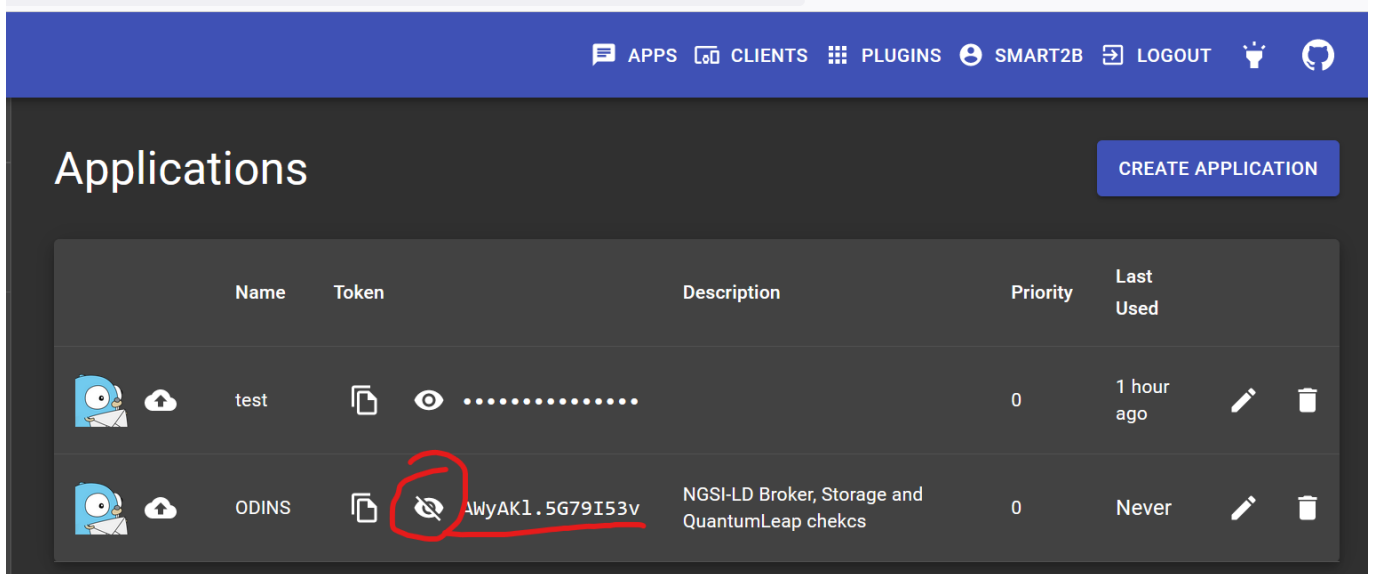 APPS CLIENTS PLUGINS SMART2B LOGOUT
Applications
CREATE APPLICATION
Name Token Description Priority Last Used
test ••••••••••••••• 0 1 hour ago
ODINS AWyAKl.5G79I53v NGSI-LD Broker, Storage and QuantumLeap chekcs 0 Never